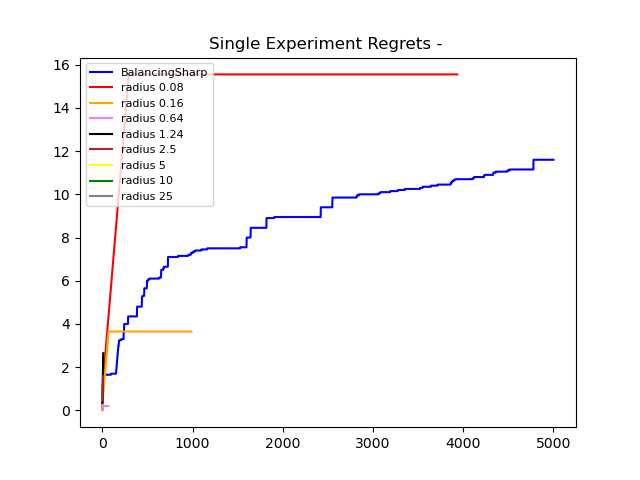 Single Experiment Regrets -
BalancingSharp
radius 0.08
radius 0.16
radius 0.64
radius 1.24
radius 2.5
radius 5
radius 10
radius 25
16
14
12
10
8
6
4
2
0
0 1000 2000 3000 4000 5000